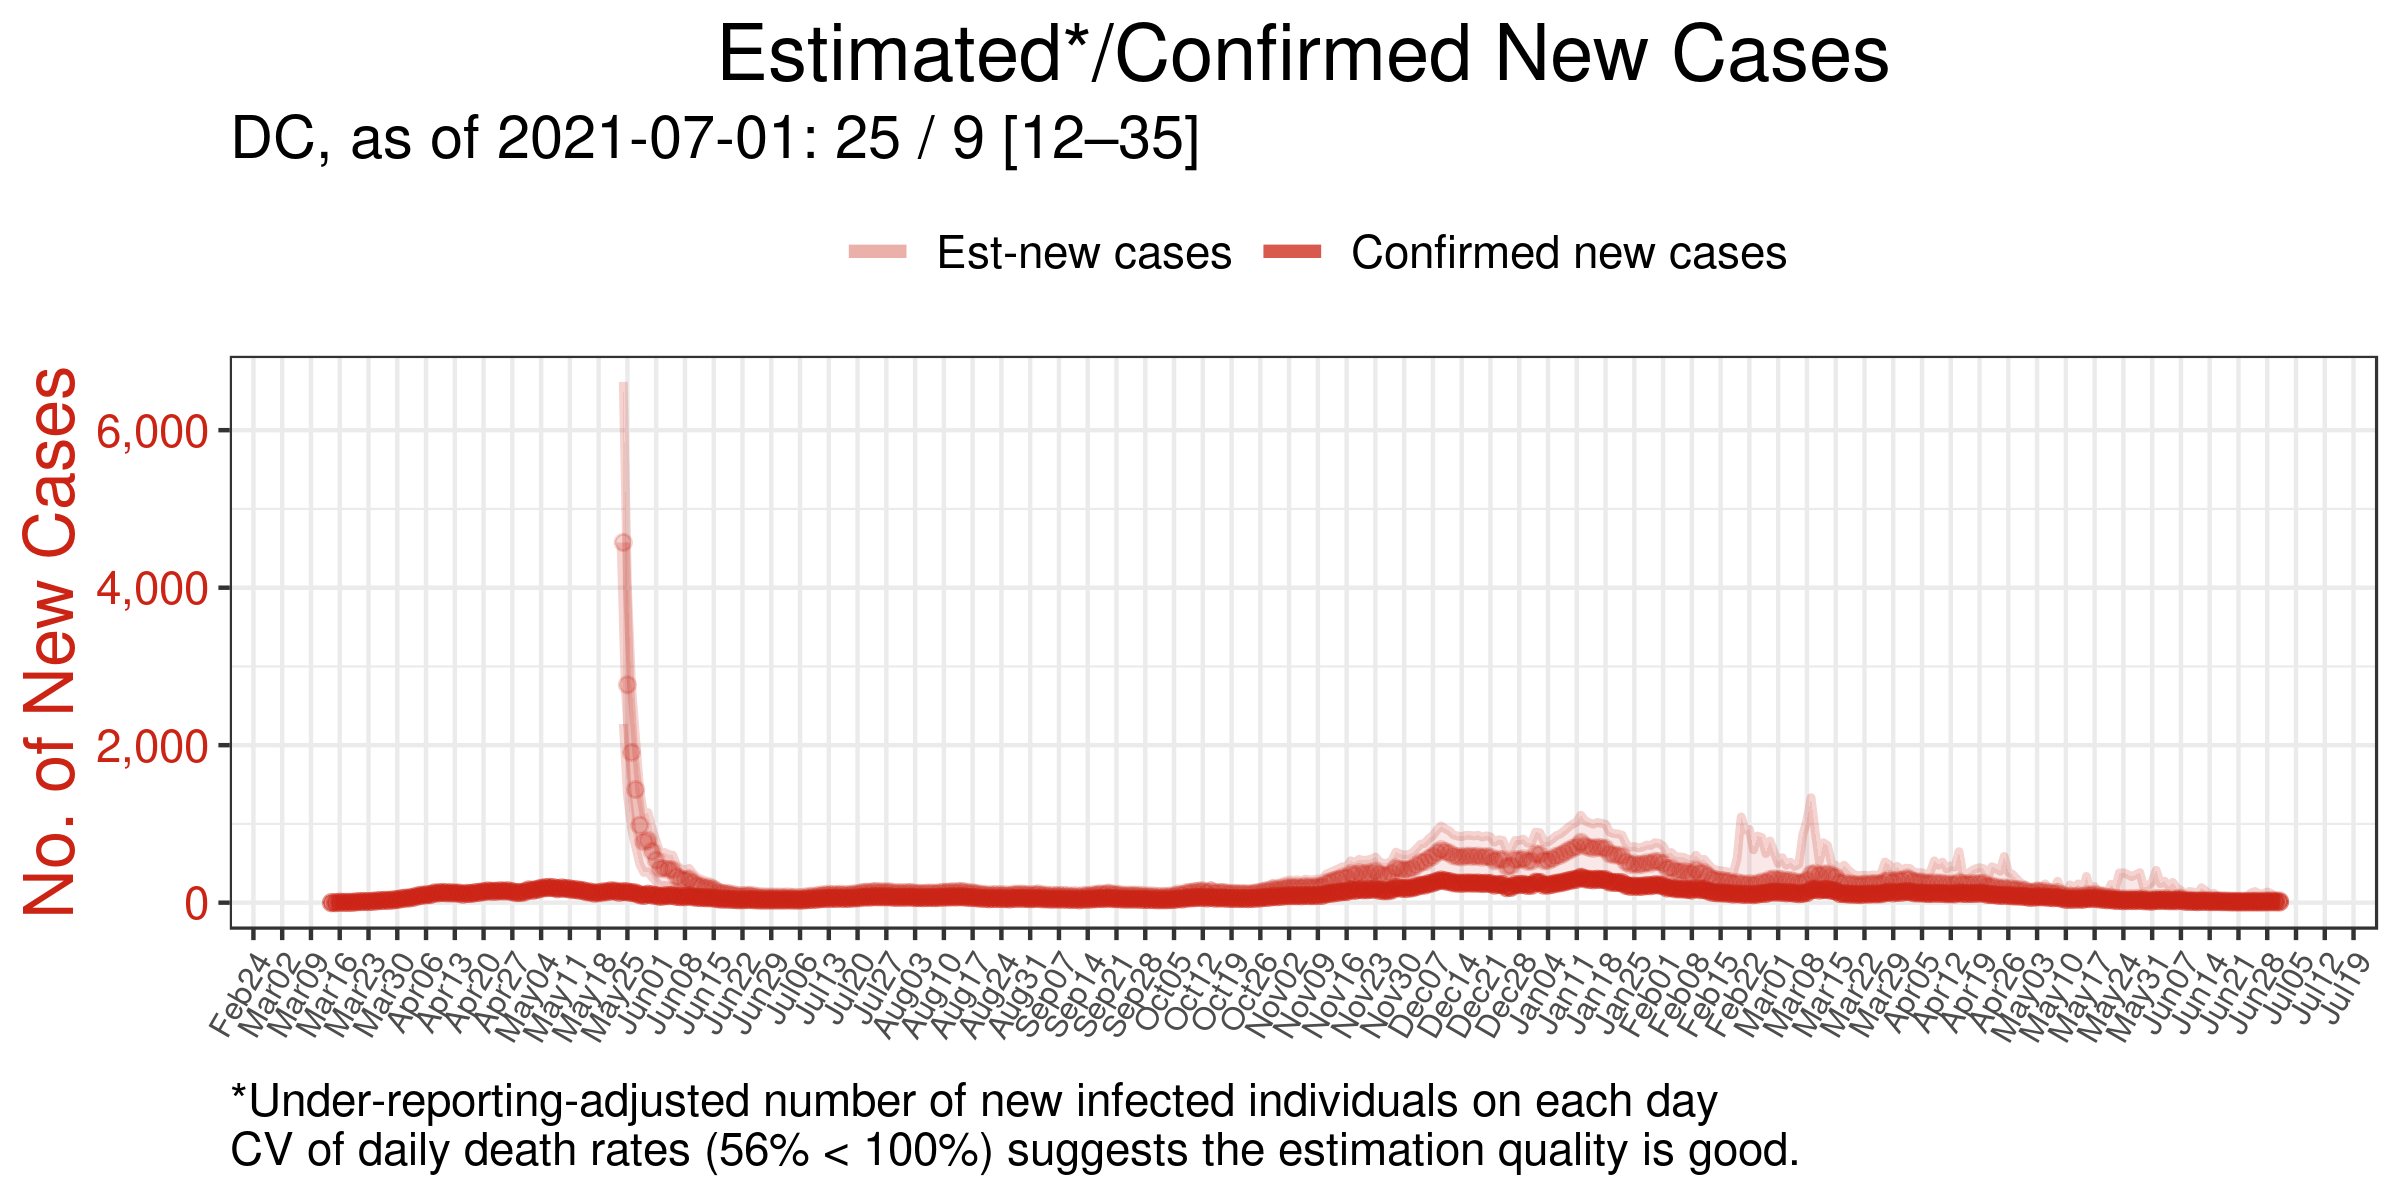 Estimated*/Confirmed New Cases
DC, as of 2021-07-01: 25 / 9 [12–35]
Est-new cases Confirmed new cases
No. of New Cases
6,000
4,000
2,000
0
Feb24 Mar02 Mar09 Mar16 Mar23 Mar30 Apr06 Apr13 Apr20 Apr27 May04 May11 May18 May25 Jun01 Jun08 Jun15 Jun22 Jun29 Jul06 Jul13 Jul20 Jul27 Aug03 Aug10 Aug17 Aug24 Aug31 Sep07 Sep14 Sep21 Sep28 Oct05 Oct12 Oct19 Oct26 Nov02 Nov09 Nov16 Nov23 Nov30 Dec07 Dec14 Dec21 Dec28 Jan04 Jan11 Jan18 Jan25 Feb01 Feb08 Feb15 Feb22 Mar01 Mar08 Mar15 Mar22 Mar29 Apr05 Apr12 Apr19 Apr26 May03 May10 May17 May24 May31 Jun07 Jun14 Jun21 Jun28 Jul05 Jul12 Jul19
*Under-reporting-adjusted number of new infected individuals on each day
CV of daily death rates (56% < 100%) suggests the estimation quality is good.